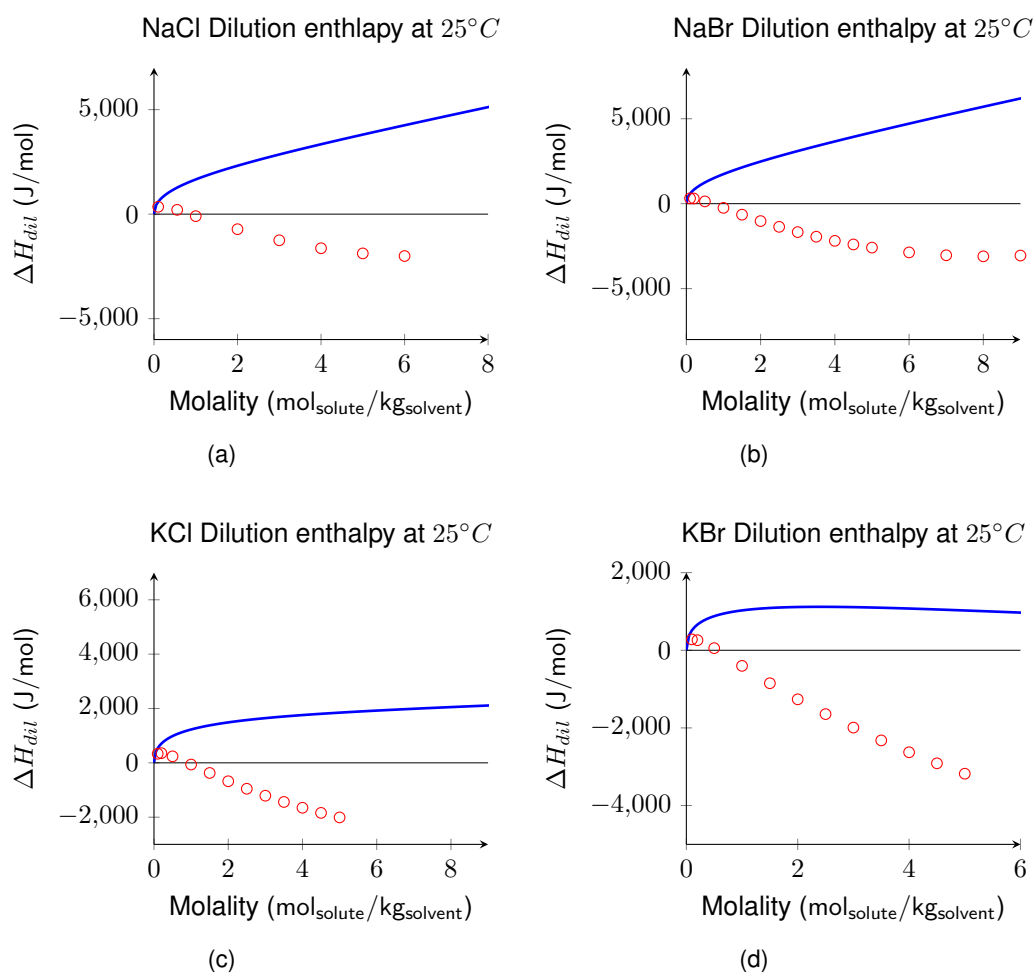 NaCl Dilution enthlapy at 25°C
5,000
0
−5,000
ΔH_dil (J/mol)
0 2 4 6 8
Molality (mol_solute/kg_solvent)
(a)
NaBr Dilution enthalpy at 25°C
5,000
0
−5,000
ΔH_dil (J/mol)
0 2 4 6 8
Molality (mol_solute/kg_solvent)
(b)
KCl Dilution enthalpy at 25°C
6,000
4,000
2,000
0
−2,000
ΔH_dil (J/mol)
0 2 4 6 8
Molality (mol_solute/kg_solvent)
(c)
KBr Dilution enthalpy at 25°C
2,000
0
−2,000
−4,000
ΔH_dil (J/mol)
0 2 4 6
Molality (mol_solute/kg_solvent)
(d)